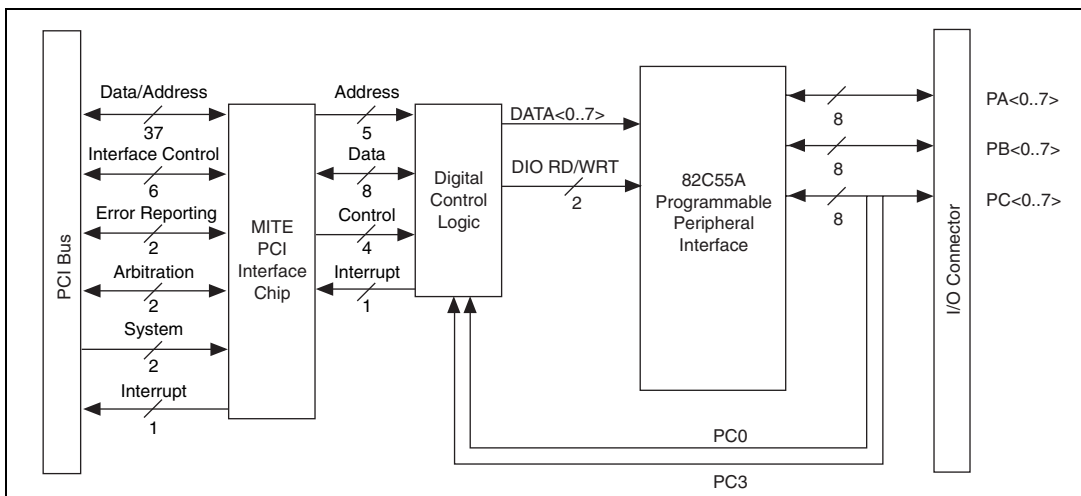 PCI Bus
Data/Address
37
Interface Control
6
Error Reporting
2
Arbitration
2
System
2
Interrupt
1
MITE
PCI
Interface
Chip
Address
5
Data
8
Control
4
Interrupt
1
Digital
Control
Logic
DATA<0..7>
DIO RD/WRT
2
82C55A
Programmable
Peripheral
Interface
8
8
8
PC0
PC3
I/O Connector
PA<0..7>
PB<0..7>
PC<0..7>